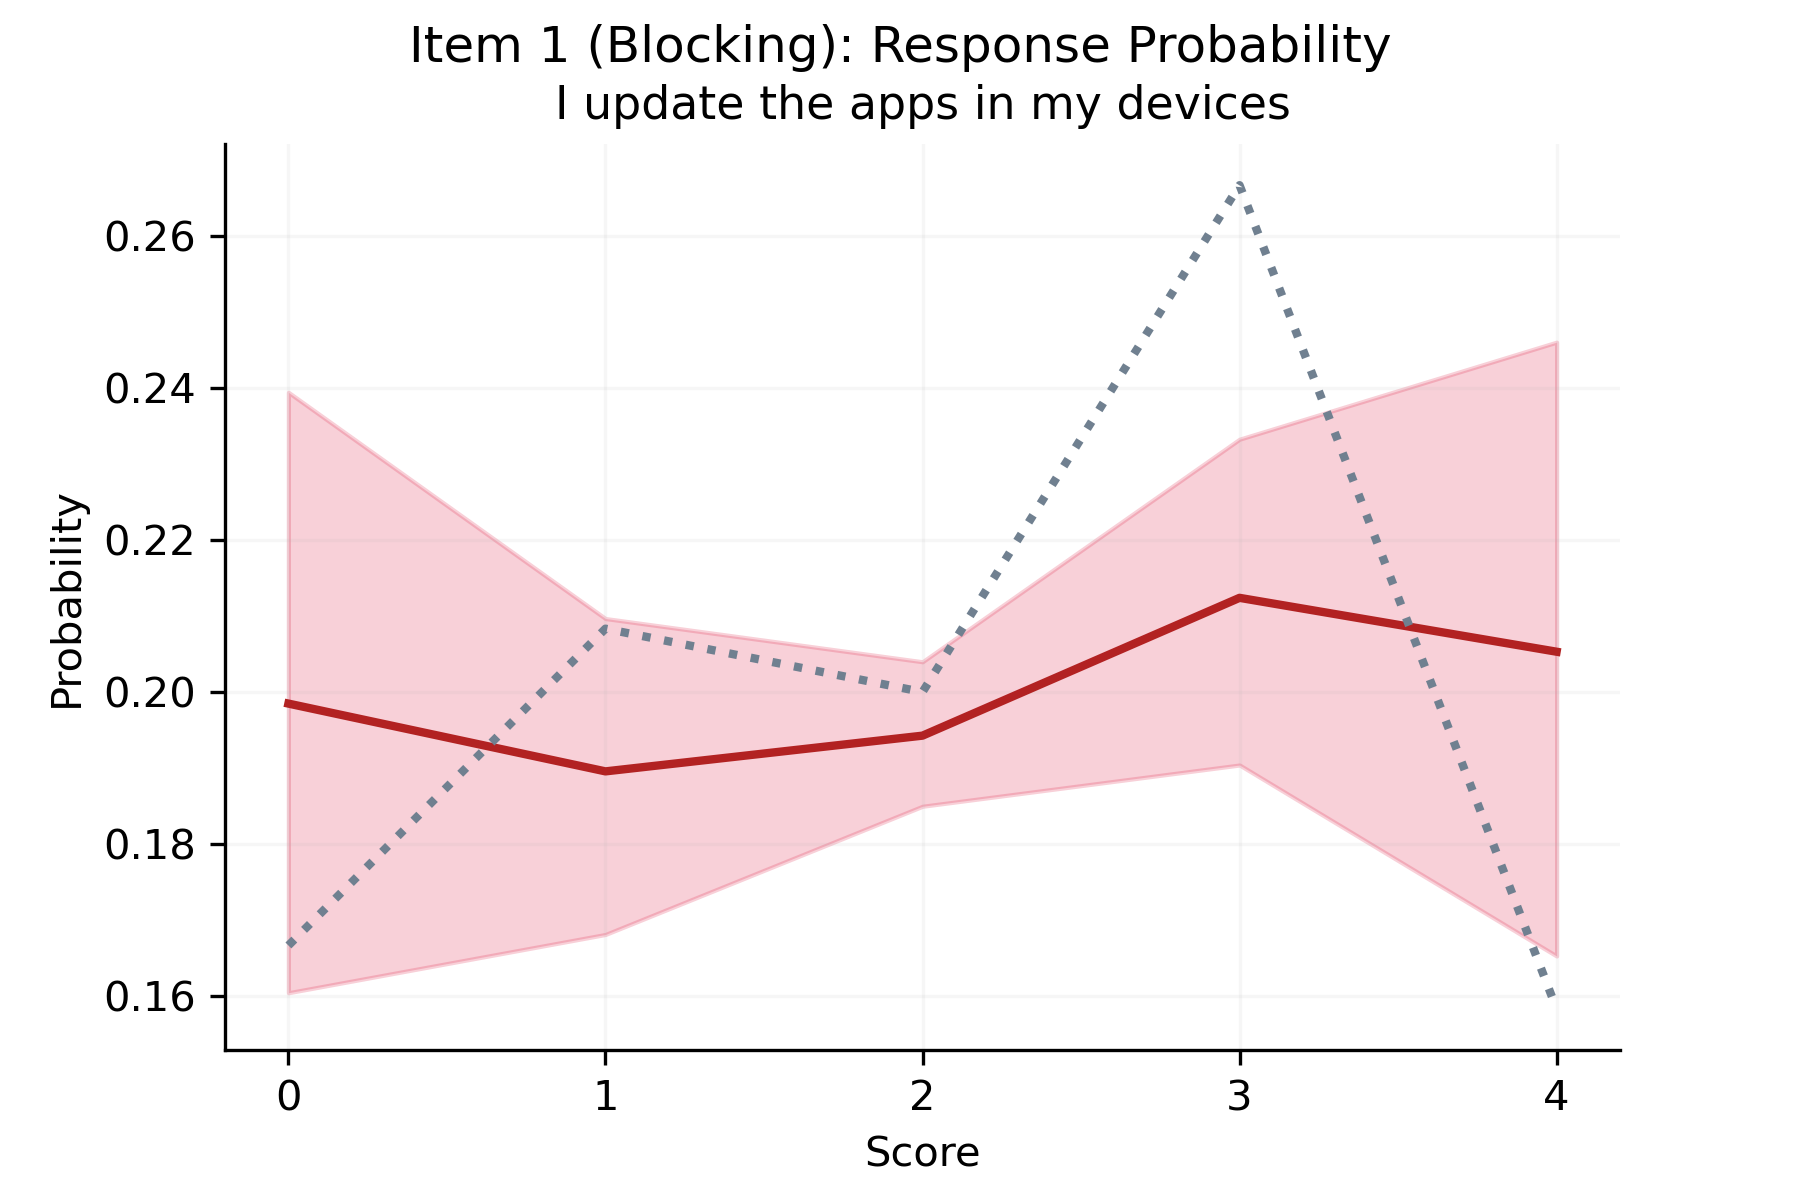 Item 1 (Blocking): Response Probability
I update the apps in my devices
0.26
0.24
0.22
0.20
0.18
0.16
Probability
0
1
2
3
4
Score